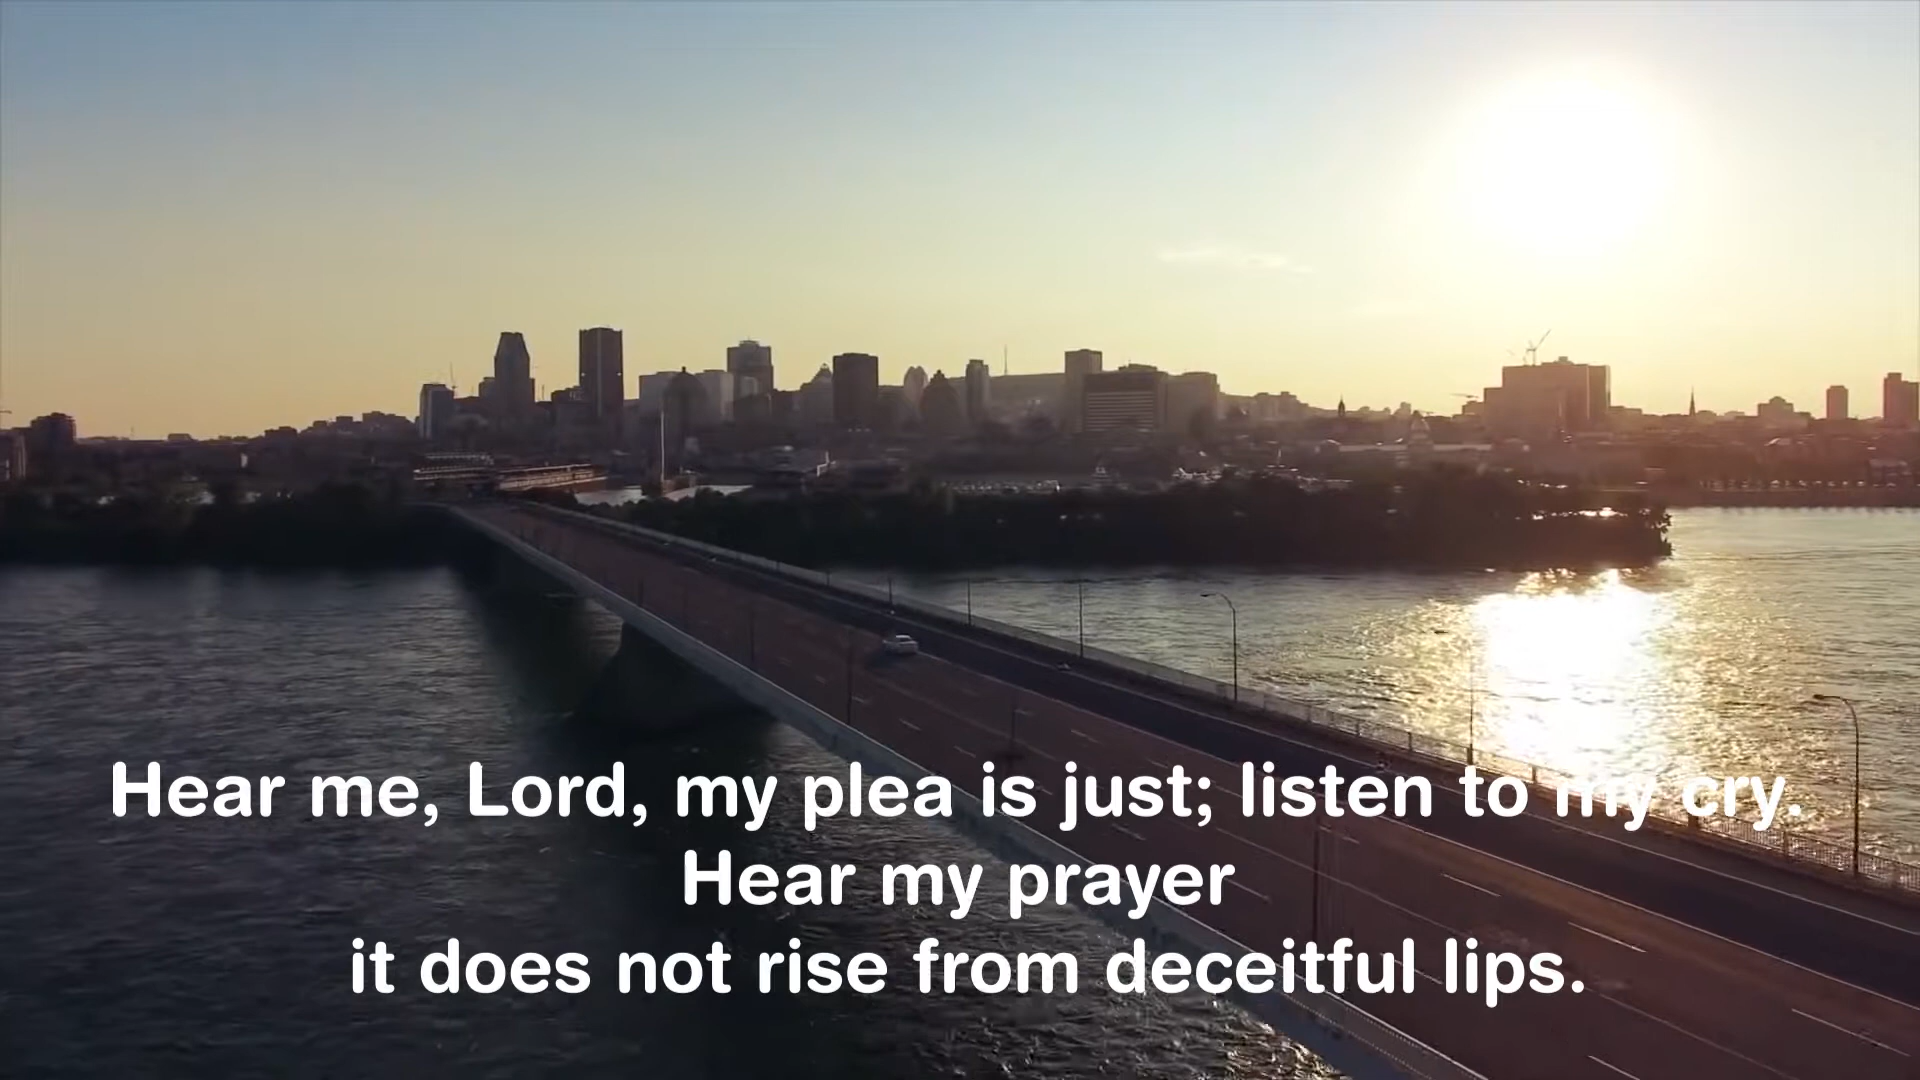 Hear me, Lord, my plea is just; listen to my cry.
Hear my prayer
it does not rise from deceitful lips.